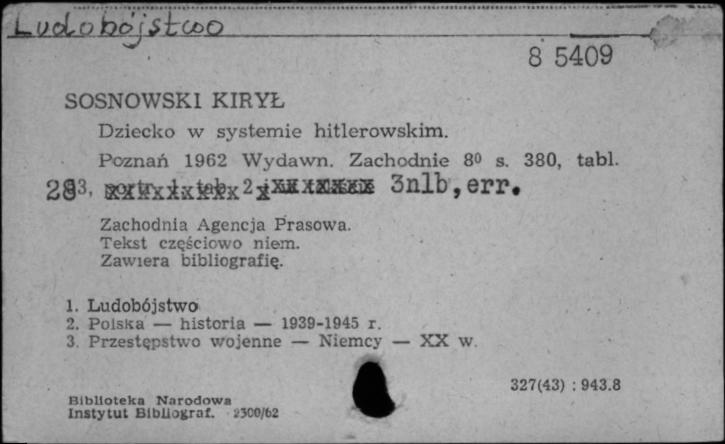 Ludobójstwo
8 5409
SOSNOWSKI KIRYŁ
Dziecko w systemie hitlerowskim.
Poznań 1962 Wydawn. Zachodnie 8⁰ s. 380, tabl.
28, 3nlb, err.
Zachodnia Agencja Prasowa.
Tekst częściowo niem.
Zawiera bibliografię.
1. Ludobójstwo
2. Polska — historia — 1939-1945 r.
3. Przestępstwo wojenne — Niemcy — XX w.
327(43) : 943.8
Biblioteka Narodowa
Instytut Bibliograf. 2300/62